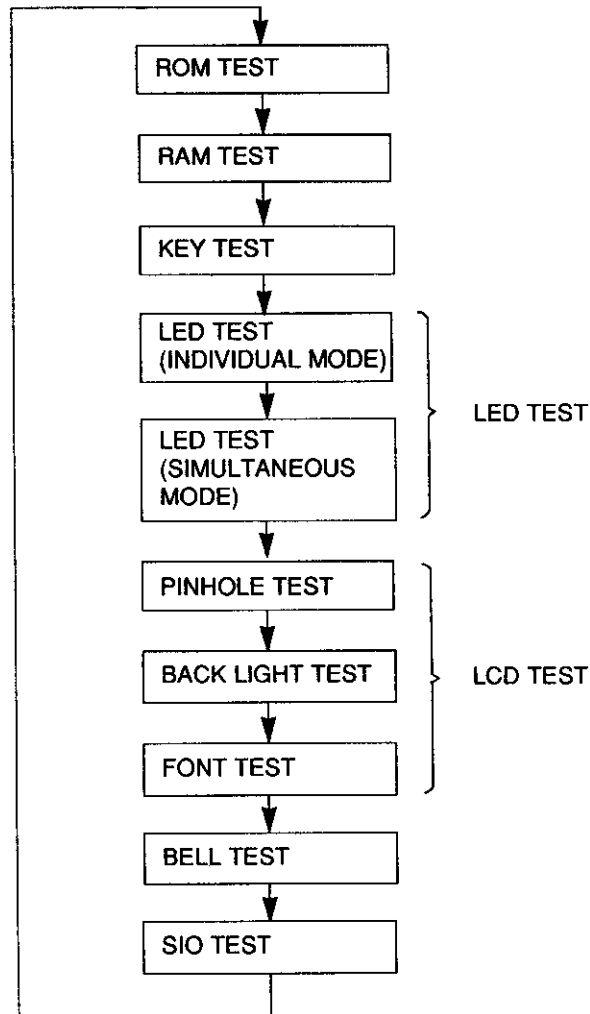 ROM TEST
RAM TEST
KEY TEST
LED TEST
(INDIVIDUAL MODE)
LED TEST
(SIMULTANEOUS
MODE)
LED TEST
PINHOLE TEST
BACK LIGHT TEST
LCD TEST
FONT TEST
BELL TEST
SIO TEST